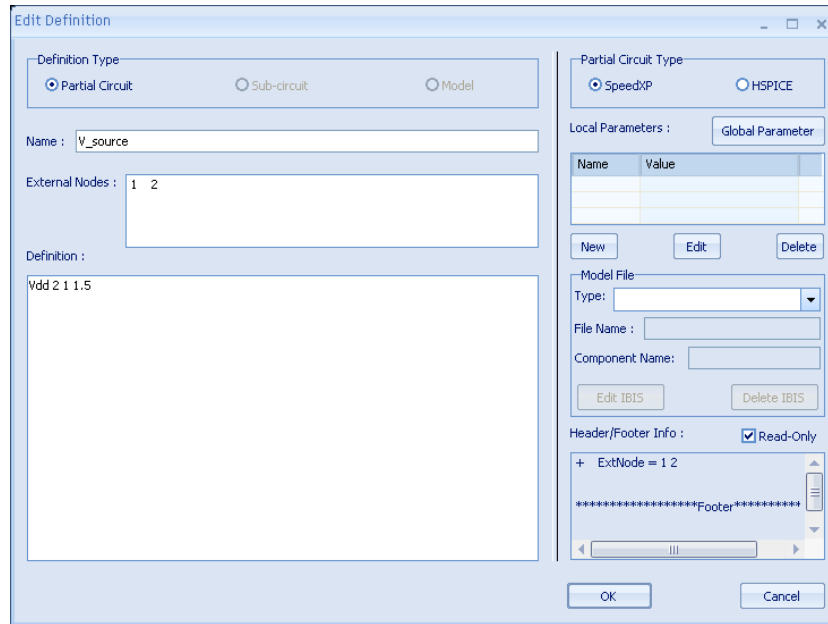 Edit Definition
Definition Type
Partial Circuit
Sub-circuit
Model
Name :
V_source
External Nodes :
1 2
Definition :
Vdd 2 1 1.5
Partial Circuit Type
SpeedXP
HSPICE
Local Parameters :
Global Parameter
Name Value
New
Edit
Delete
Model File
Type:
File Name :
Component Name:
Edit IBIS
Delete IBIS
Header/Footer Info :
Read-Only
+ ExtNode = 1 2
******************Footer**********
OK
Cancel